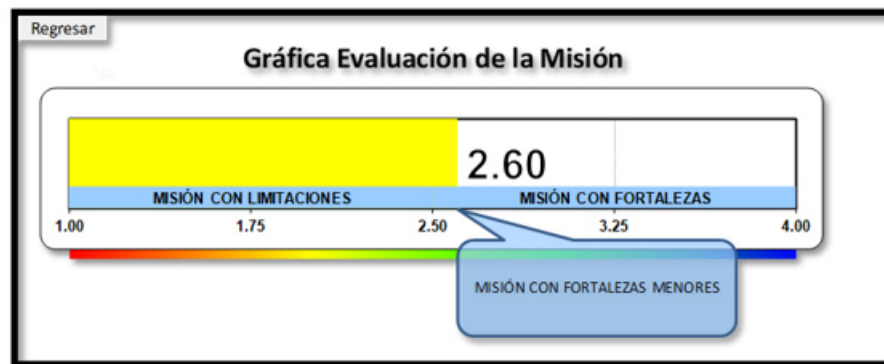 Regresar
Gráfica Evaluación de la Misión
2.60
MISIÓN CON LIMITACIONES MISIÓN CON FORTALEZAS
1.00 1.75 2.50 3.25 4.00
MISIÓN CON FORTALEZAS MENORES